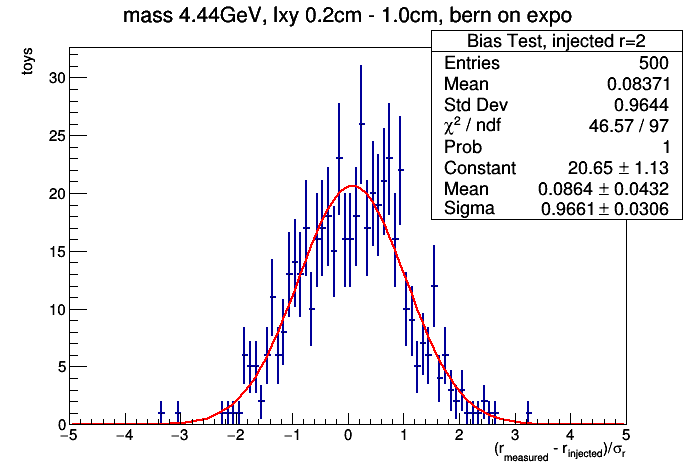 mass 4.44GeV, lxy 0.2cm - 1.0cm, bern on expo
Bias Test, injected r=2
Entries 500
Mean 0.08371
Std Dev 0.9644
χ² / ndf 46.57 / 97
Prob 1
Constant 20.65 ± 1.13
Mean 0.0864 ± 0.0432
Sigma 0.9661 ± 0.0306
toys
30
25
20
15
10
5
0
−5 −4 −3 −2 −1 0 1 2 3 4 5
(r_measured - r_injected)/σ_r